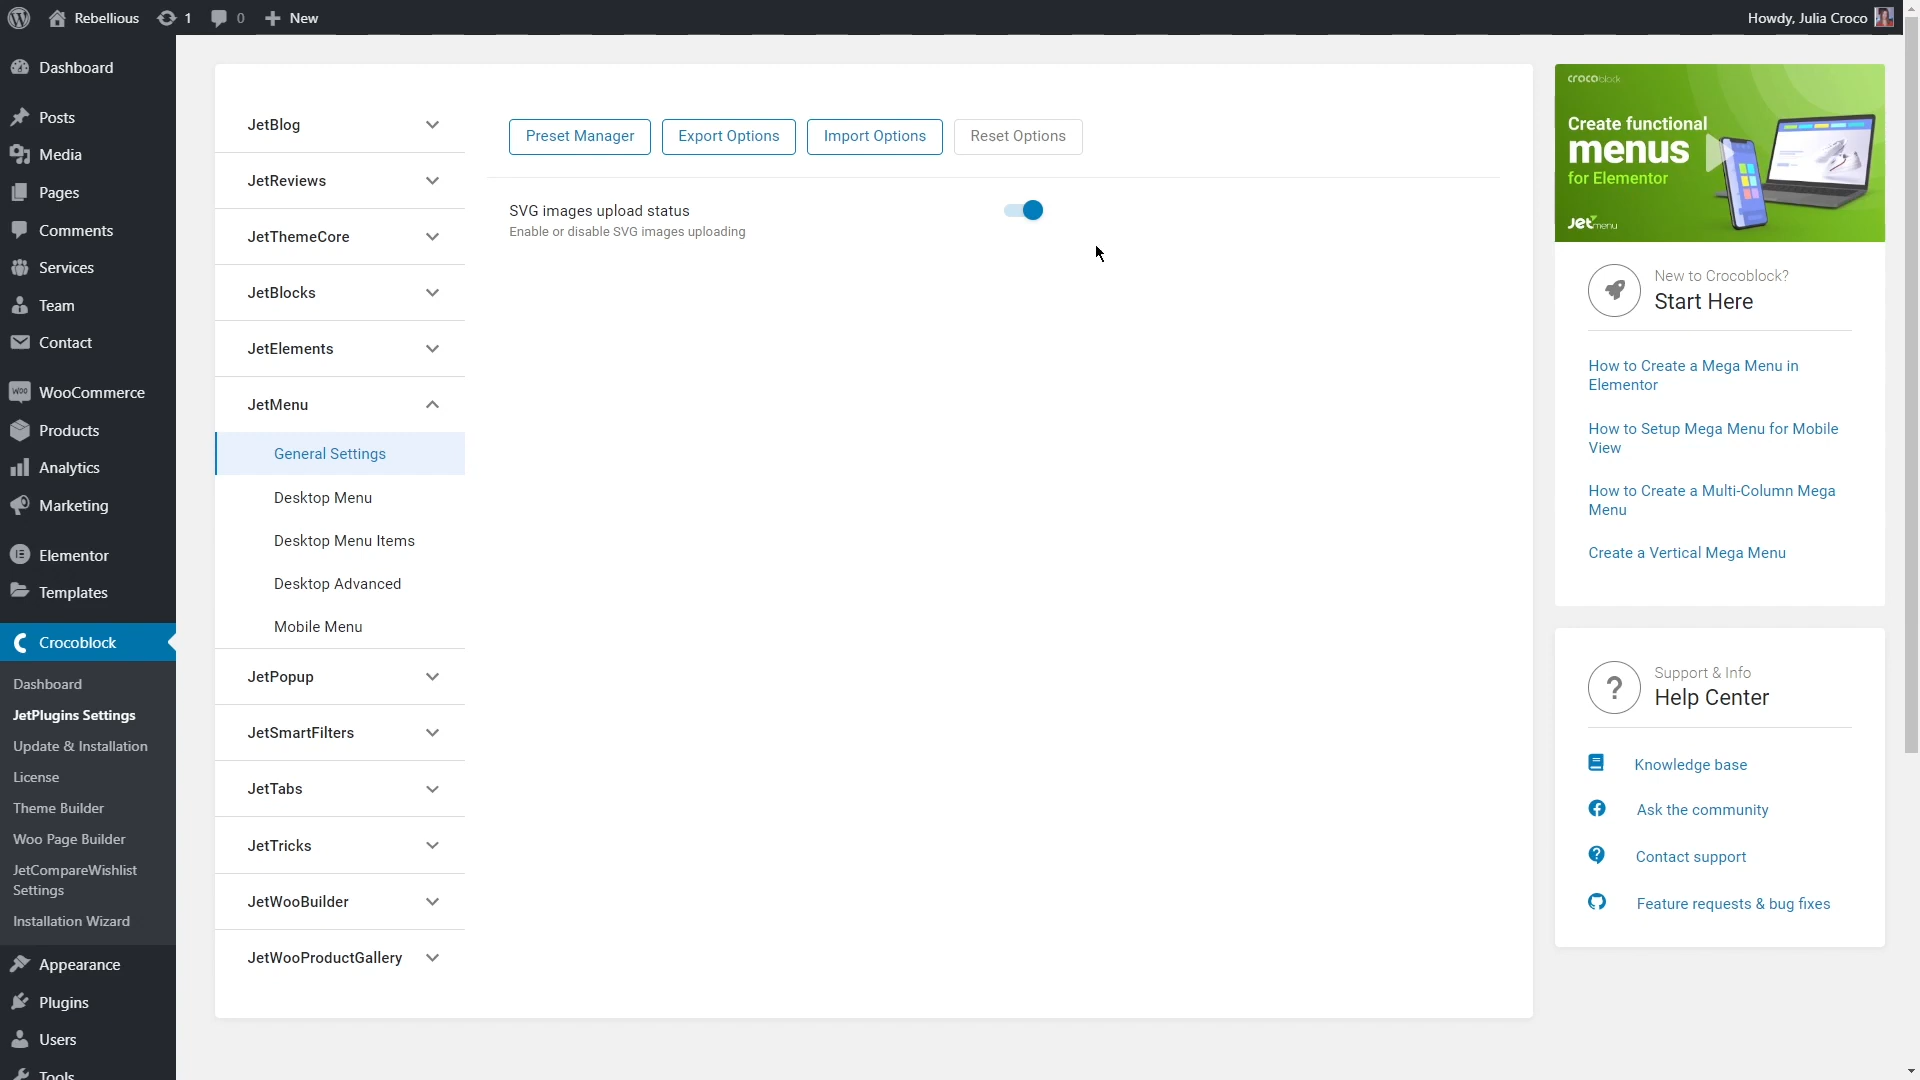 Rebellious
1
0
New
Howdy, Julia Croco
Dashboard
Posts
Media
Pages
Comments
Services
Team
Contact
WooCommerce
Products
Analytics
Marketing
Elementor
Templates
Crocoblock
Dashboard
JetPlugins Settings
Update & Installation
License
Theme Builder
Woo Page Builder
JetCompareWishlist
Settings
Installation Wizard
Appearance
Plugins
Users
Tools
JetBlog
JetReviews
JetThemeCore
JetBlocks
JetElements
JetMenu
General Settings
Desktop Menu
Desktop Menu Items
Desktop Advanced
Mobile Menu
JetPopup
JetSmartFilters
JetTabs
JetTricks
JetWooBuilder
JetWooProductGallery
Preset Manager
Export Options
Import Options
Reset Options
SVG images upload status
Enable or disable SVG images uploading
crocoblock
Create functional
menus
for Elementor
Jetmenu
New to Crocoblock?
Start Here
How to Create a Mega Menu in
Elementor
How to Setup Mega Menu for Mobile
View
How to Create a Multi-Column Mega
Menu
Create a Vertical Mega Menu
Support & Info
Help Center
Knowledge base
Ask the community
Contact support
Feature requests & bug fixes